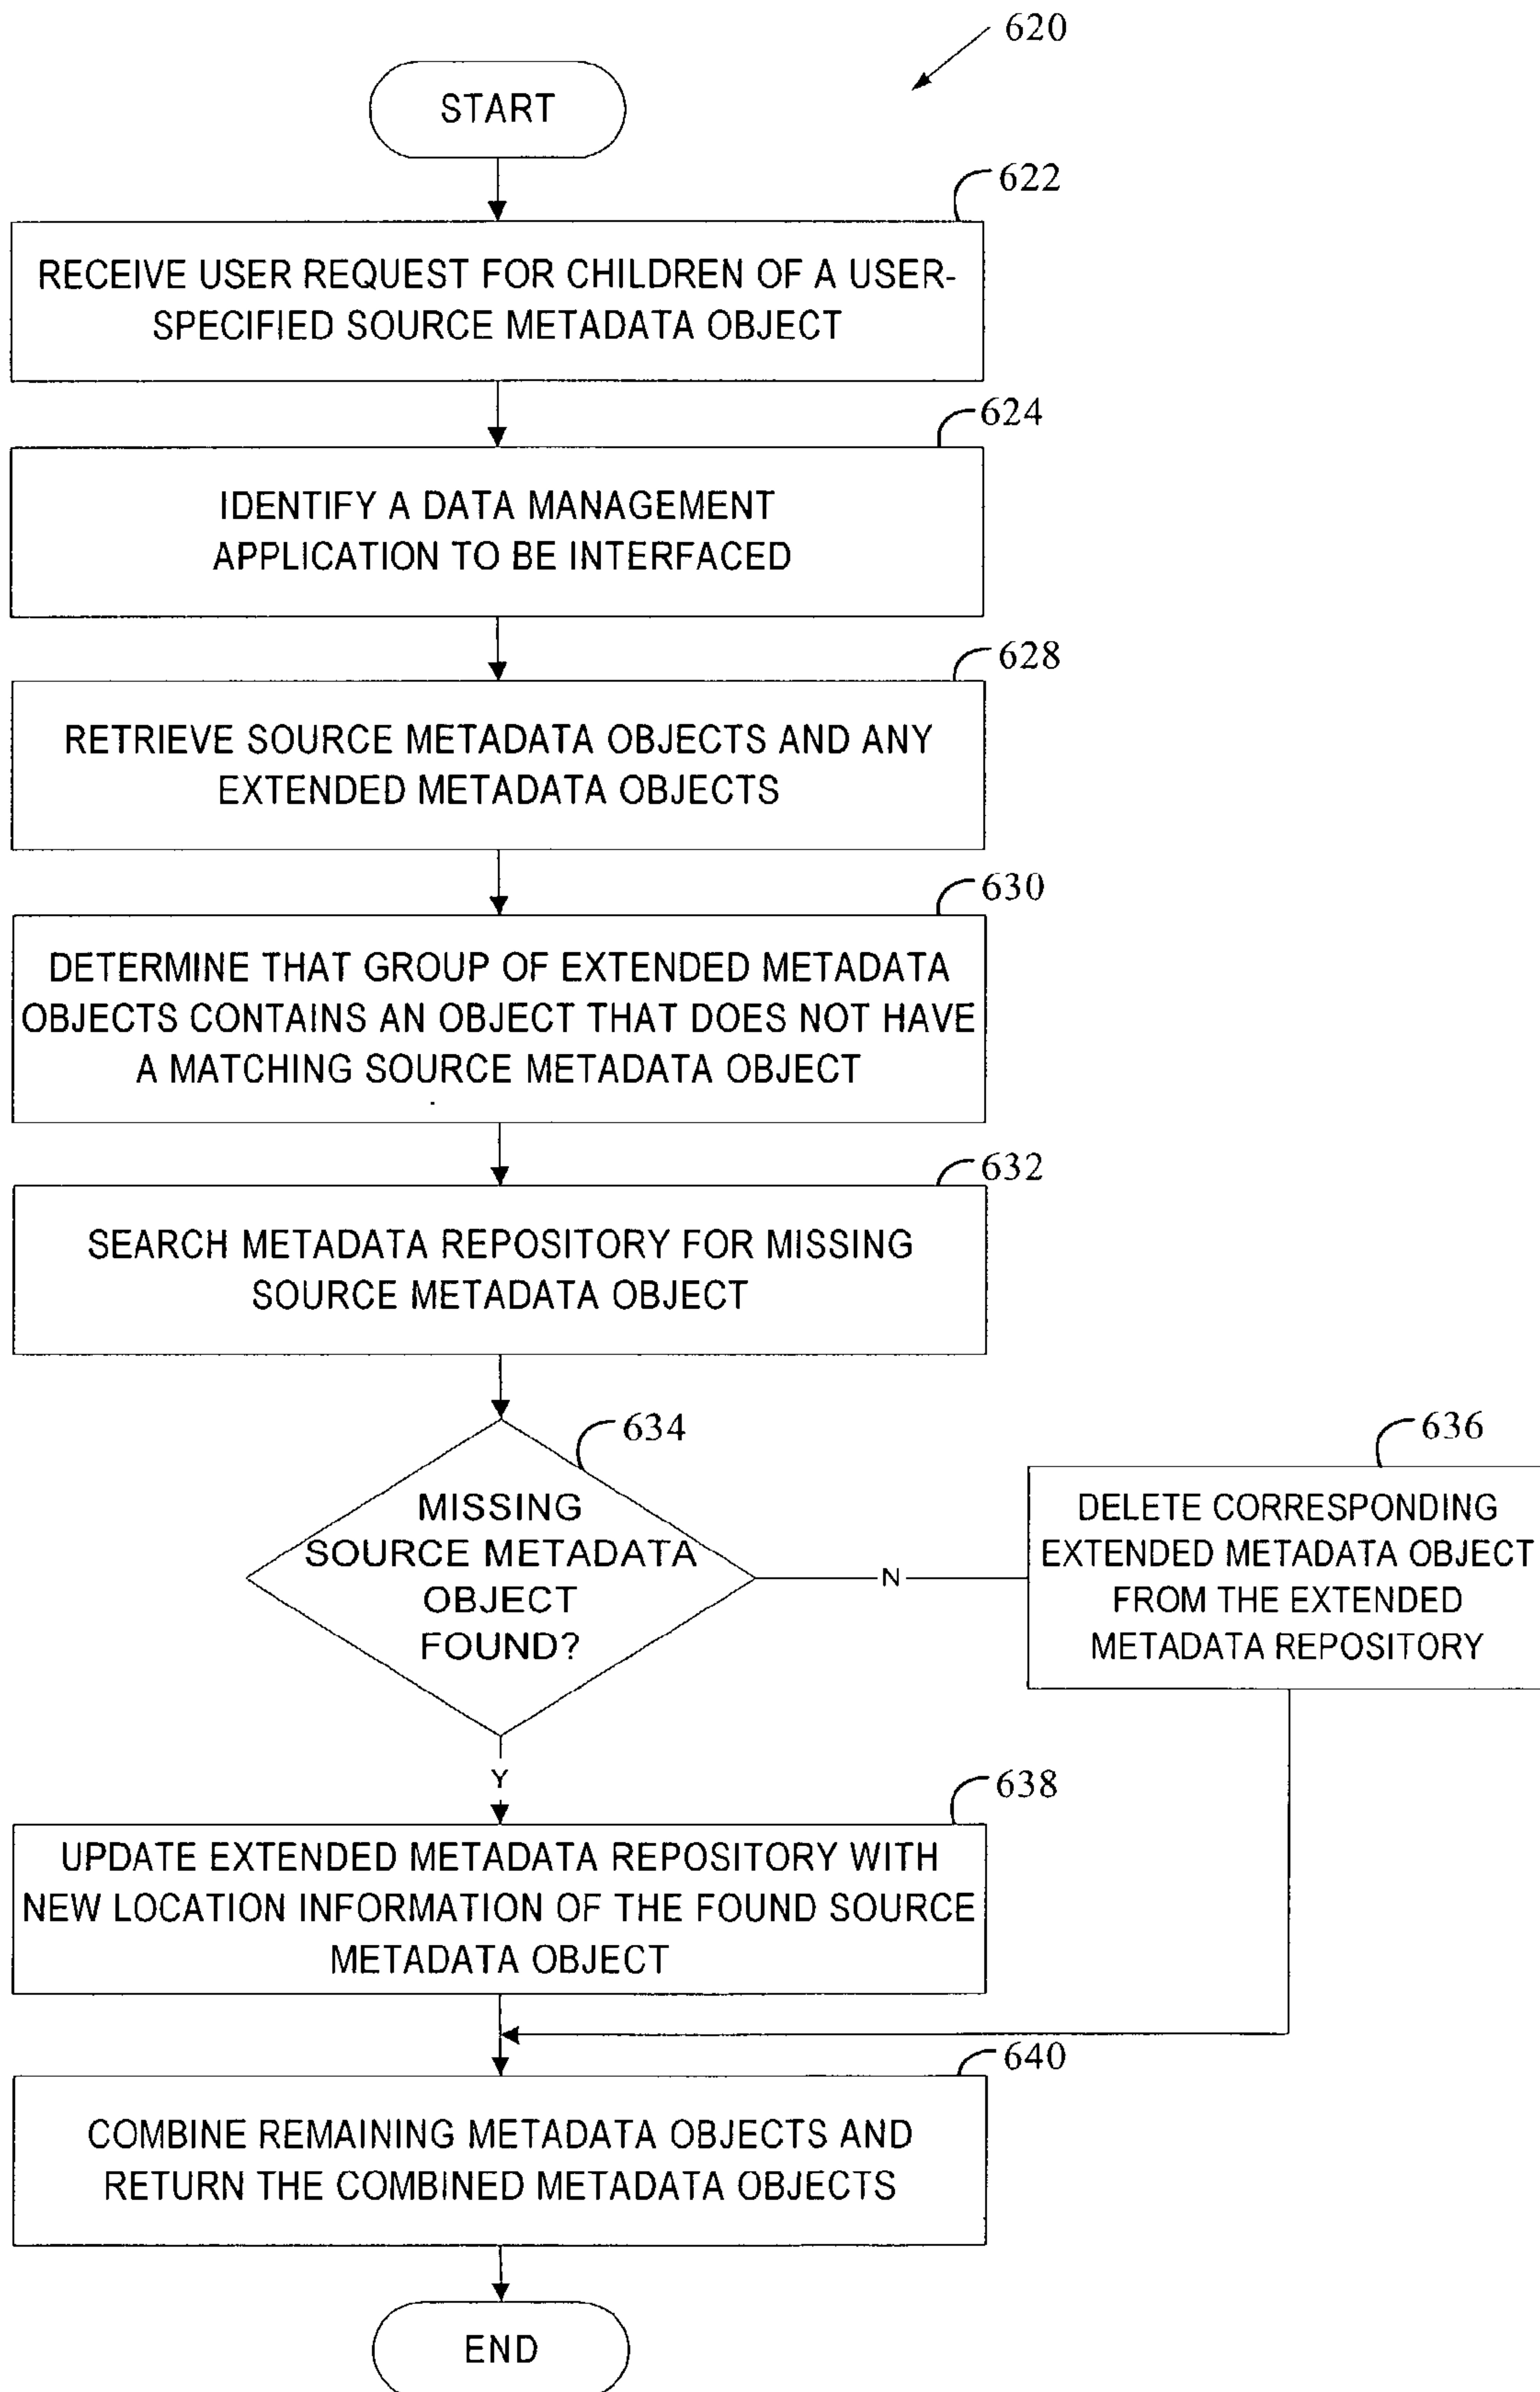 620
START
622
RECEIVE USER REQUEST FOR CHILDREN OF A USER-
SPECIFIED SOURCE METADATA OBJECT
624
IDENTIFY A DATA MANAGEMENT
APPLICATION TO BE INTERFACED
628
RETRIEVE SOURCE METADATA OBJECTS AND ANY
EXTENDED METADATA OBJECTS
630
DETERMINE THAT GROUP OF EXTENDED METADATA
OBJECTS CONTAINS AN OBJECT THAT DOES NOT HAVE
A MATCHING SOURCE METADATA OBJECT
632
SEARCH METADATA REPOSITORY FOR MISSING
SOURCE METADATA OBJECT
634
MISSING
SOURCE METADATA
OBJECT
FOUND?
N
636
DELETE CORRESPONDING
EXTENDED METADATA OBJECT
FROM THE EXTENDED
METADATA REPOSITORY
Y
638
UPDATE EXTENDED METADATA REPOSITORY WITH
NEW LOCATION INFORMATION OF THE FOUND SOURCE
METADATA OBJECT
640
COMBINE REMAINING METADATA OBJECTS AND
RETURN THE COMBINED METADATA OBJECTS
END